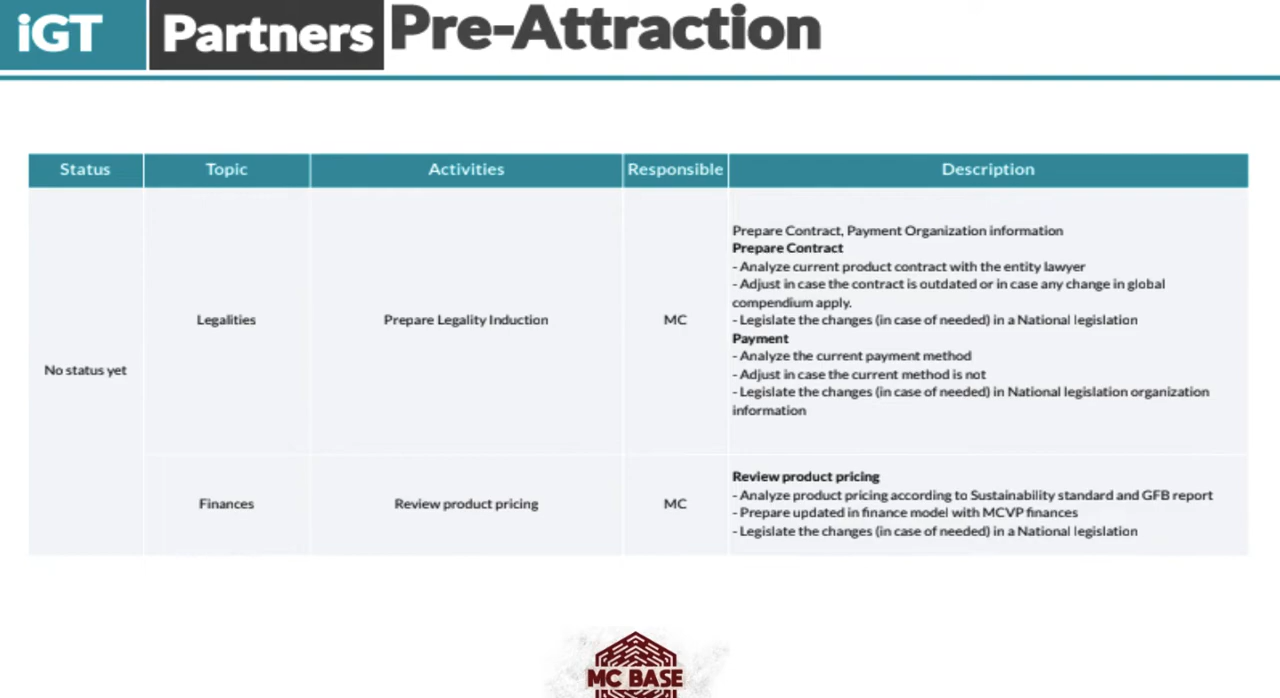 iGT Partners Pre-Attraction
Status Topic Activities Responsible Description
No status yet
Legalities
Prepare Legality Induction
MC
Prepare Contract, Payment Organization information
Prepare Contract
- Analyze current product contract with the entity lawyer
- Adjust in case the contract is outdated or in case any change in global
compendium apply.
- Legislate the changes (in case of needed) in a National legislation
Payment
- Analyze the current payment method
- Adjust in case the current method is not
- Legislate the changes (in case of needed) in National legislation organization
information
Finances
Review product pricing
MC
Review product pricing
- Analyze product pricing according to Sustainability standard and GFB report
- Prepare updated in finance model with MCVP finances
- Legislate the changes (in case of needed) in a National legislation
MC BASE